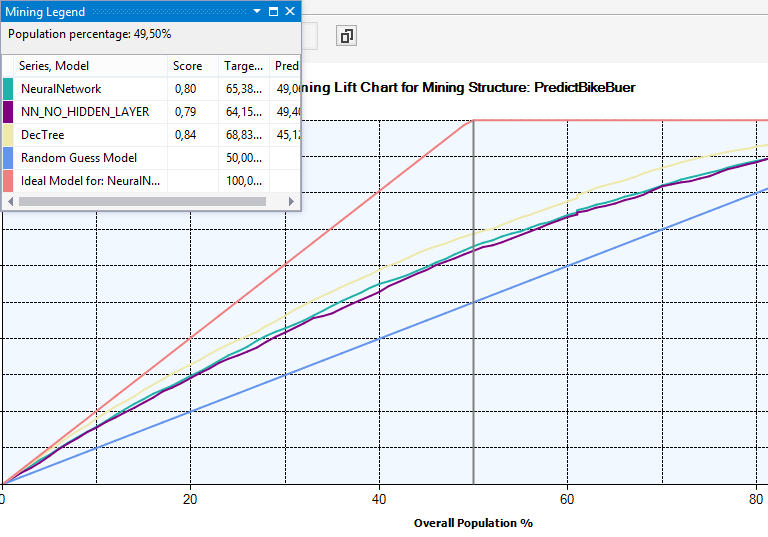 Mining Legend
Population percentage: 49,50%
Series, Model Score Targe... Pred
NeuralNetwork 0,80 65,38... 49,0
NN_NO_HIDDEN_LAYER 0,79 64,15... 49,4
DecTree 0,84 68,83... 45,1
Random Guess Model 50,00...
Ideal Model for: NeuralN... 100,0...
ning Lift Chart for Mining Structure: PredictBikeBuer
0 20 40 60 80
Overall Population %